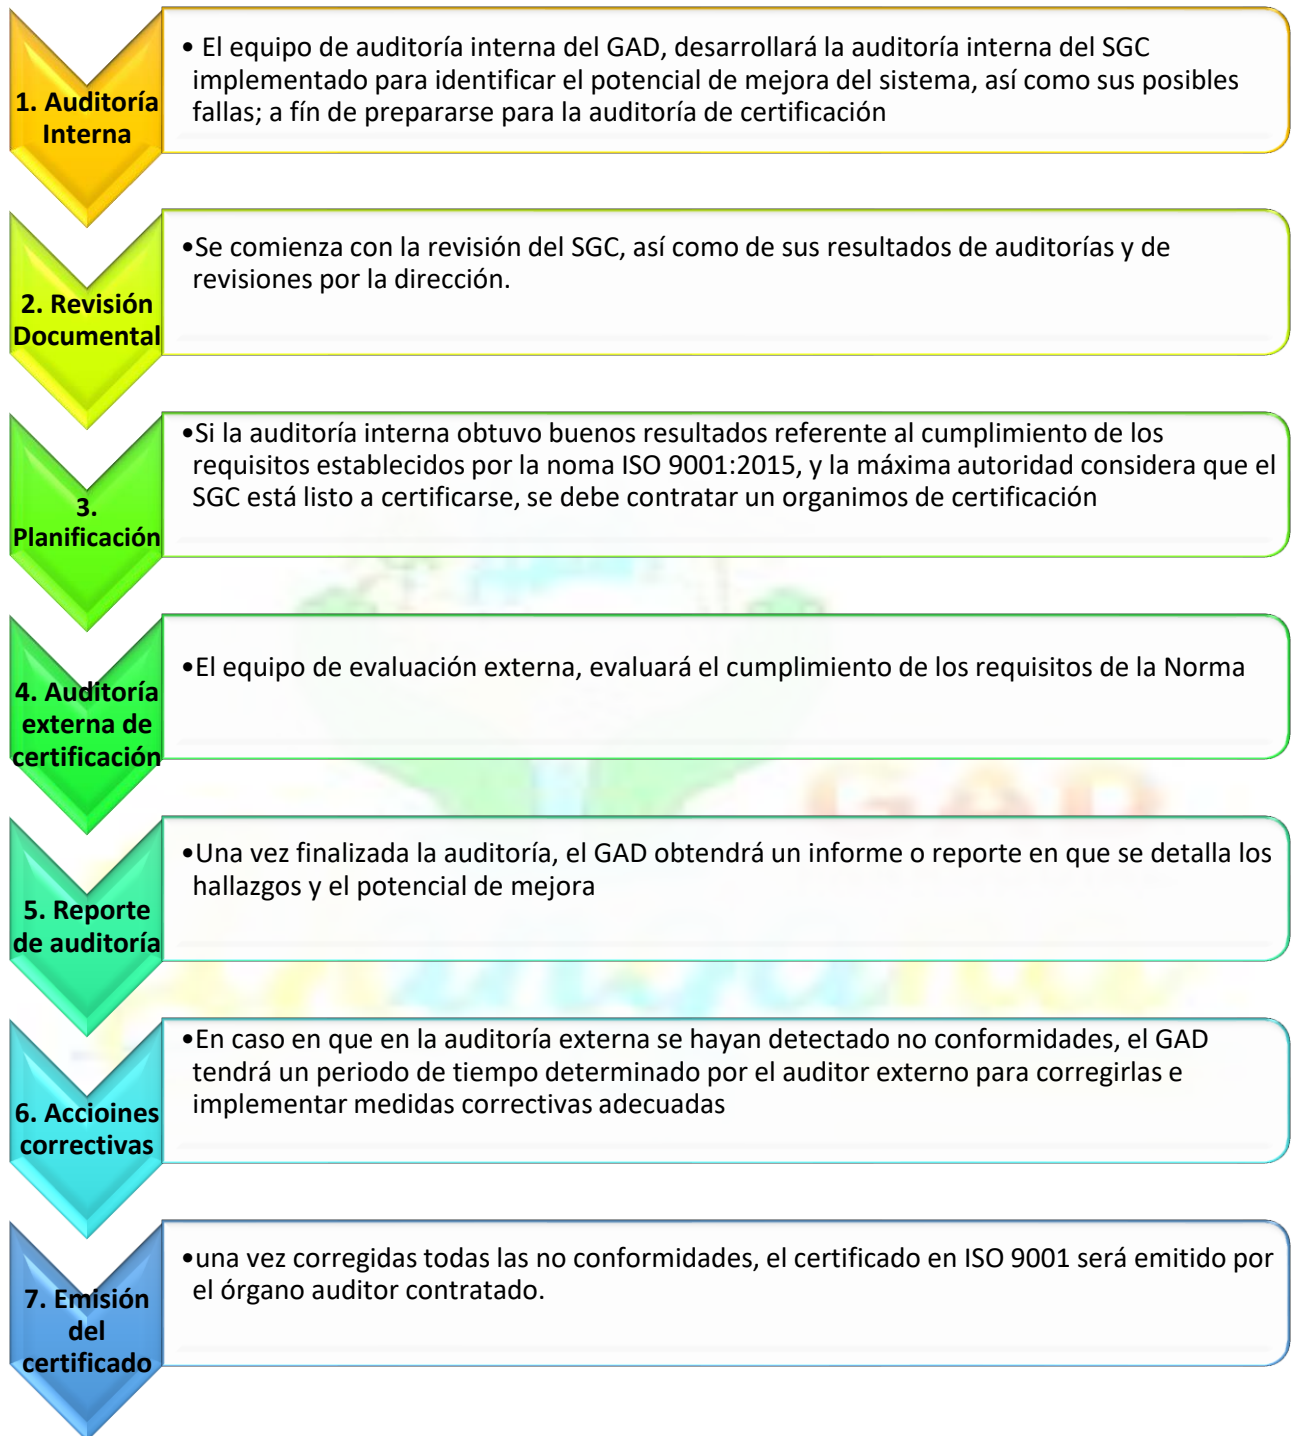 1. Auditoría
Interna
• El equipo de auditoría interna del GAD, desarrollará la auditoría interna del SGC
implementado para identificar el potencial de mejora del sistema, así como sus posibles
fallas; a fín de prepararse para la auditoría de certificación
2. Revisión
Documental
•Se comienza con la revisión del SGC, así como de sus resultados de auditorías y de
revisiones por la dirección.
3.
Planificación
•Si la auditoría interna obtuvo buenos resultados referente al cumplimiento de los
requisitos establecidos por la noma ISO 9001:2015, y la máxima autoridad considera que el
SGC está listo a certificarse, se debe contratar un organimos de certificación
4. Auditoría
externa de
certificación
•El equipo de evaluación externa, evaluará el cumplimiento de los requisitos de la Norma
GAD
5. Reporte
de auditoría
•Una vez finalizada la auditoría, el GAD obtendrá un informe o reporte en que se detalla los
hallazgos y el potencial de mejora
6. Accioines
correctivas
•En caso en que en la auditoría externa se hayan detectado no conformidades, el GAD
tendrá un periodo de tiempo determinado por el auditor externo para corregirlas e
implementar medidas correctivas adecuadas
7. Emisión
del
certificado
•una vez corregidas todas las no conformidades, el certificado en ISO 9001 será emitido por
el órgano auditor contratado.